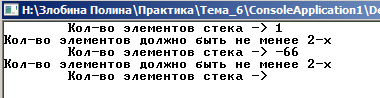 H:\Злобина Полина\Практика\Тема_6\ConsoleApplication1\De
Кол-во элементов стека -> 1
Кол-во элементов должно быть не менее 2-х
Кол-во элементов стека -> -66
Кол-во элементов должно быть не менее 2-х
Кол-во элементов стека ->